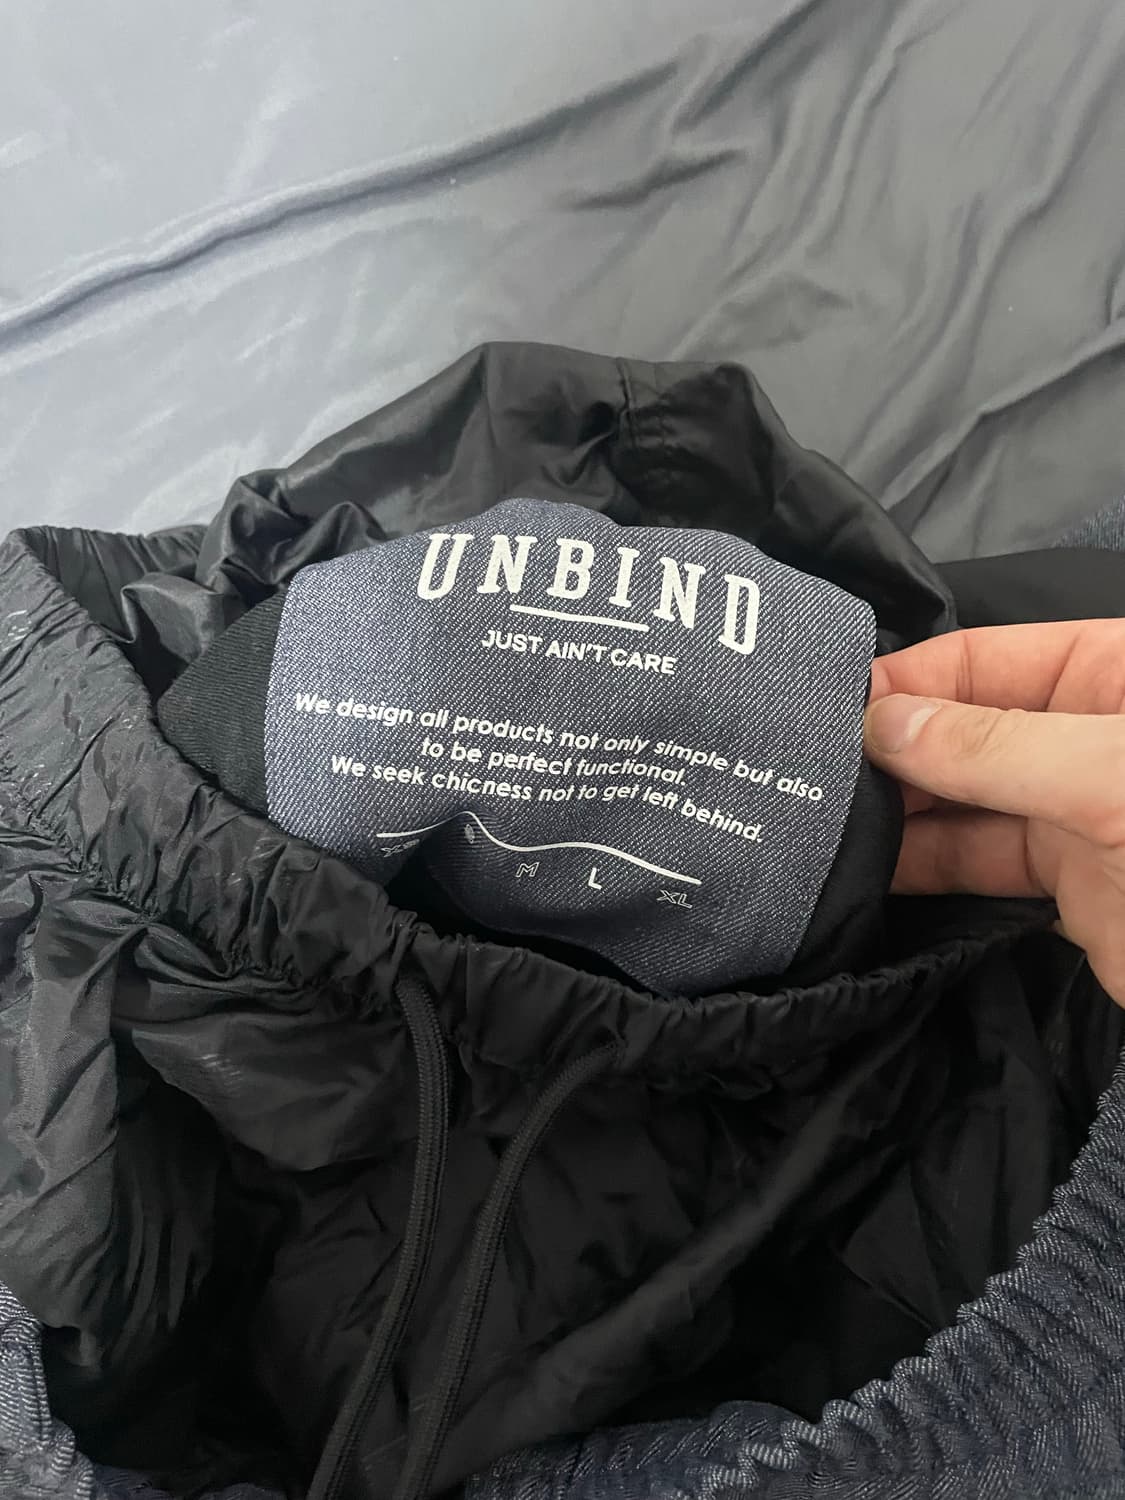 UNBIND
JUST AIN'T CARE
We design all products not only simple but also
to be perfect functional.
We seek chicness not to get left behind.
M L XL